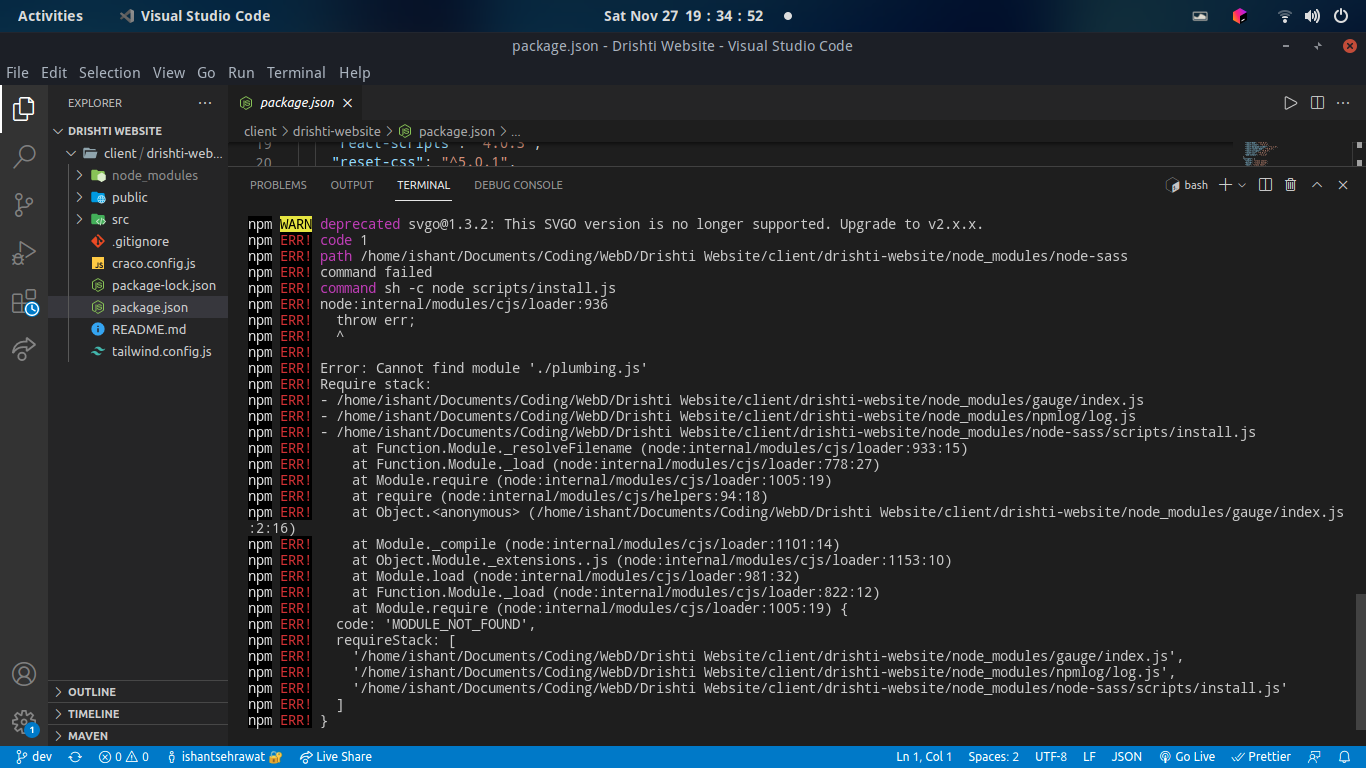 Activities Visual Studio Code Sat Nov 27 19 : 34 : 52
package.json - Drishti Website - Visual Studio Code
File Edit Selection View Go Run Terminal Help
EXPLORER
DRISHTI WEBSITE
client / drishti-web...
node_modules
public
src
.gitignore
craco.config.js
package-lock.json
package.json
README.md
tailwind.config.js
OUTLINE
TIMELINE
MAVEN
package.json
client > drishti-website > package.json > ...
19 "react-scripts": "4.0.3",
20 "reset-css": "^5.0.1",
PROBLEMS OUTPUT TERMINAL DEBUG CONSOLE bash
npm WARN deprecated svgo@1.3.2: This SVGO version is no longer supported. Upgrade to v2.x.x.
npm ERR! code 1
npm ERR! path /home/ishant/Documents/Coding/WebD/Drishti Website/client/drishti-website/node_modules/node-sass
npm ERR! command failed
npm ERR! command sh -c node scripts/install.js
npm ERR! node:internal/modules/cjs/loader:936
npm ERR!   throw err;
npm ERR!   ^
npm ERR!
npm ERR! Error: Cannot find module './plumbing.js'
npm ERR! Require stack:
npm ERR! - /home/ishant/Documents/Coding/WebD/Drishti Website/client/drishti-website/node_modules/gauge/index.js
npm ERR! - /home/ishant/Documents/Coding/WebD/Drishti Website/client/drishti-website/node_modules/npmlog/log.js
npm ERR! - /home/ishant/Documents/Coding/WebD/Drishti Website/client/drishti-website/node_modules/node-sass/scripts/install.js
npm ERR!     at Function.Module._resolveFilename (node:internal/modules/cjs/loader:933:15)
npm ERR!     at Function.Module._load (node:internal/modules/cjs/loader:778:27)
npm ERR!     at Module.require (node:internal/modules/cjs/loader:1005:19)
npm ERR!     at require (node:internal/modules/cjs/helpers:94:18)
npm ERR!     at Object.<anonymous> (/home/ishant/Documents/Coding/WebD/Drishti Website/client/drishti-website/node_modules/gauge/index.js
:2:16)
npm ERR!     at Module._compile (node:internal/modules/cjs/loader:1101:14)
npm ERR!     at Object.Module._extensions..js (node:internal/modules/cjs/loader:1153:10)
npm ERR!     at Module.load (node:internal/modules/cjs/loader:981:32)
npm ERR!     at Function.Module._load (node:internal/modules/cjs/loader:822:12)
npm ERR!     at Module.require (node:internal/modules/cjs/loader:1005:19) {
npm ERR!   code: 'MODULE_NOT_FOUND',
npm ERR!   requireStack: [
npm ERR!     '/home/ishant/Documents/Coding/WebD/Drishti Website/client/drishti-website/node_modules/gauge/index.js',
npm ERR!     '/home/ishant/Documents/Coding/WebD/Drishti Website/client/drishti-website/node_modules/npmlog/log.js',
npm ERR!     '/home/ishant/Documents/Coding/WebD/Drishti Website/client/drishti-website/node_modules/node-sass/scripts/install.js'
npm ERR!   ]
npm ERR! }
1
dev 0 0 ishantsehrawat Live Share Ln 1, Col 1 Spaces: 2 UTF-8 LF JSON Go Live Prettier